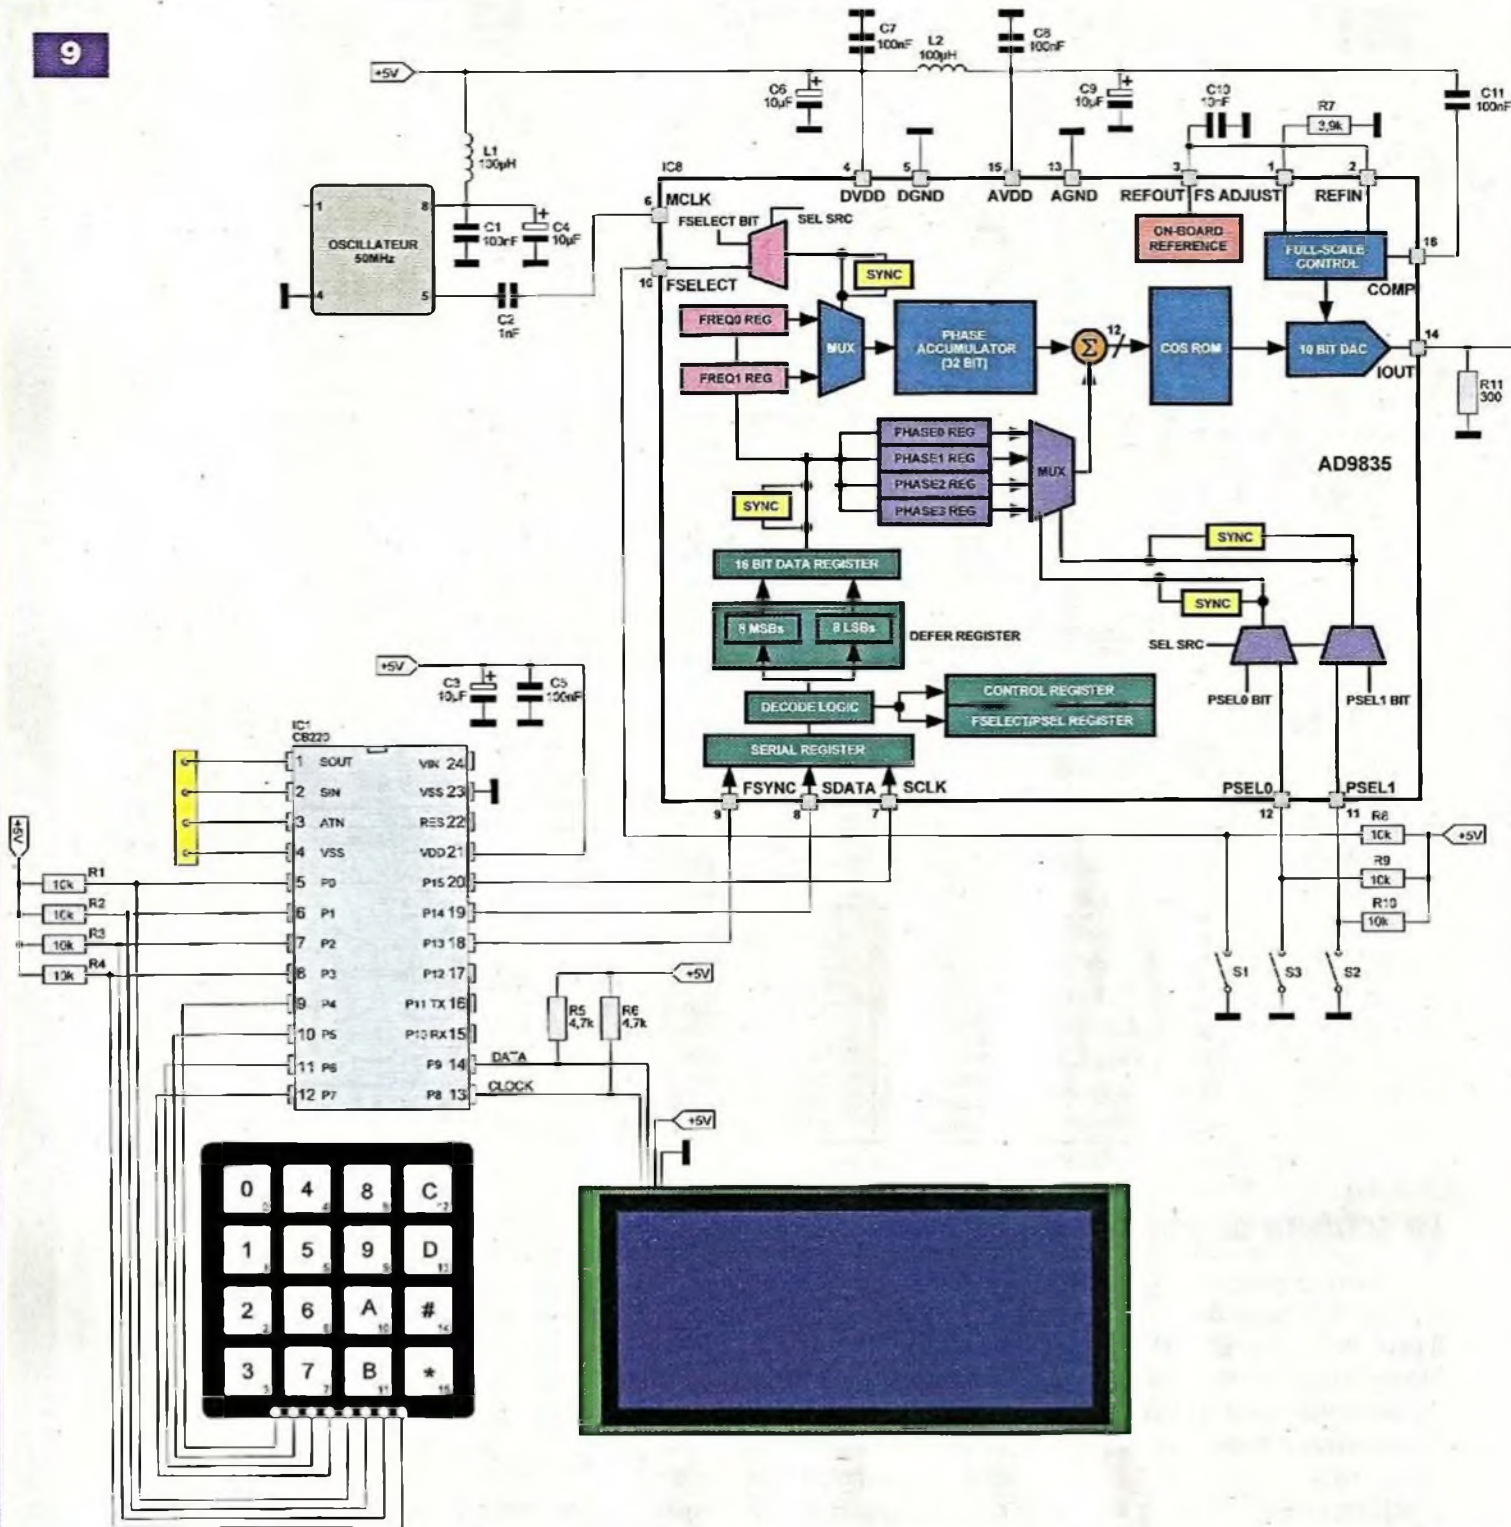 9
+5V
C7
100nF
L2
100µH
C8
100nF
C6
10µF
+
C9
10µF
+
C10
R7
3,9k
C11
100nF
L1
100µH
IC8
4
5
15
13
3
1
2
DVDD
DGND
AVDD
AGND
REFOUT
FS ADJUST
REFIN
6
MCLK
FSELECT BIT
SEL SRC
ON-BOARD
REFERENCE
FULL-SCALE
CONTROL
16
COMP
1
8
OSCILLATEUR
50MHz
4
5
C1
100nF
+
C4
10µF
C2
1nF
10
FSELECT
SYNC
FREQ0 REG
FREQ1 REG
MUX
PHASE
ACCUMULATOR
[32 BIT]
Σ
12
COS ROM
10 BIT DAC
14
IOUT
R11
300
PHASE0 REG
PHASE1 REG
PHASE2 REG
PHASE3 REG
MUX
AD9835
SYNC
SYNC
SYNC
16 BIT DATA REGISTER
8 MSBs
8 LSBs
DEFER REGISTER
SEL SRC
PSEL0 BIT
PSEL1 BIT
DECODE LOGIC
CONTROL REGISTER
FSELECT/PSEL REGISTER
SERIAL REGISTER
FSYNC
SDATA
SCLK
PSEL0
PSEL1
9
8
7
12
11
+5V
C3
10µF
+
C5
100nF
IC1
CB220
1 SOUT
VIN 24
2 SIN
VSS 23
3 ATN
RES 22
4 VSS
VDD 21
5 P0
P15 20
6 P1
P14 19
7 P2
P13 18
8 P3
P12 17
9 P4
P11 TX 16
10 P5
P10 RX 15
11 P6
P9 14
12 P7
P8 13
+5V
R1
10k
R2
10k
R3
10k
R4
10k
10k
+5V
R9
10k
R10
10k
S1
S3
S2
+5V
R5
4,7k
R6
4,7k
DATA
CLOCK
+5V
0 4 8 C
1 5 9 D
2 6 A #
3 7 B *